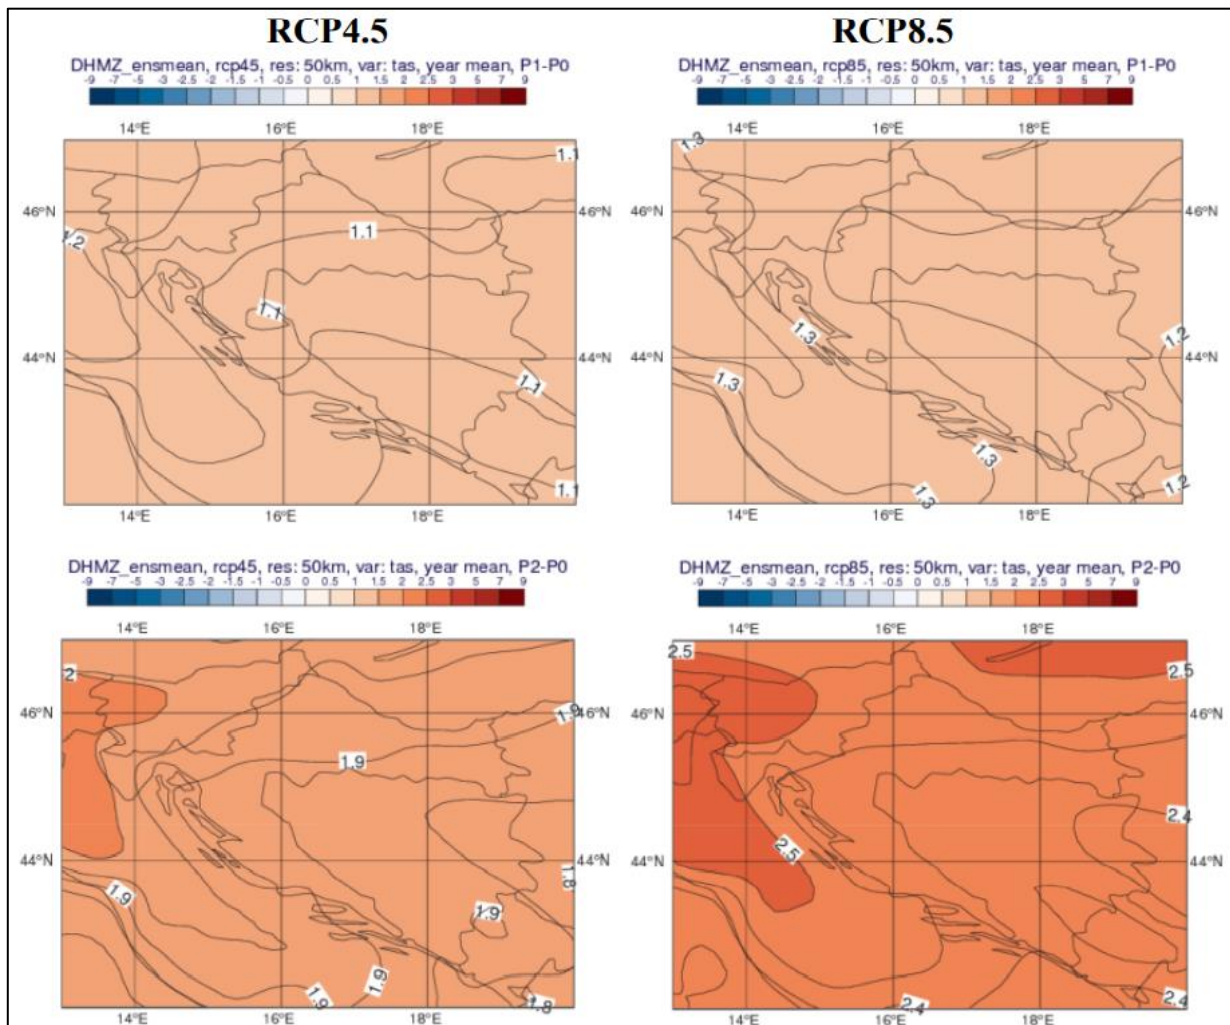 RCP4.5
RCP8.5
DHMZ_ensmean, rcp45, res: 50km, var: tas, year mean, P1-P0
-9 -7 -5 -3 -2.5 -2 -1.5 -1 -0.5 0 0.5 1 1.5 2 2.5 3 5 7 9
14°E 16°E 18°E
1.1
46°N
1.2
1.1
1.1
44°N
1.1
1.1
14°E 16°E 18°E
DHMZ_ensmean, rcp85, res: 50km, var: tas, year mean, P1-P0
-9 -7 -5 -3 -2.5 -2 -1.5 -1 -0.5 0 0.5 1 1.5 2 2.5 3 5 7 9
14°E 16°E 18°E
1.3
46°N 46°N
1.3
1.2
44°N 44°N
1.3
1.3
1.3
1.2
14°E 16°E 18°E
DHMZ_ensmean, rcp45, res: 50km, var: tas, year mean, P2-P0
-9 -7 -5 -3 -2.5 -2 -1.5 -1 -0.5 0 0.5 1 1.5 2 2.5 3 5 7 9
14°E 16°E 18°E
2
46°N
1.9
1.9
44°N
1.8
1.9
1.9
1.9
1.9
1.8
14°E 16°E 18°E
DHMZ_ensmean, rcp85, res: 50km, var: tas, year mean, P2-P0
-9 -7 -5 -3 -2.5 -2 -1.5 -1 -0.5 0 0.5 1 1.5 2 2.5 3 5 7 9
14°E 16°E 18°E
2.5
2.5
46°N 46°N
2.4
2.5
44°N 44°N
2.4
2.4
14°E 16°E 18°E